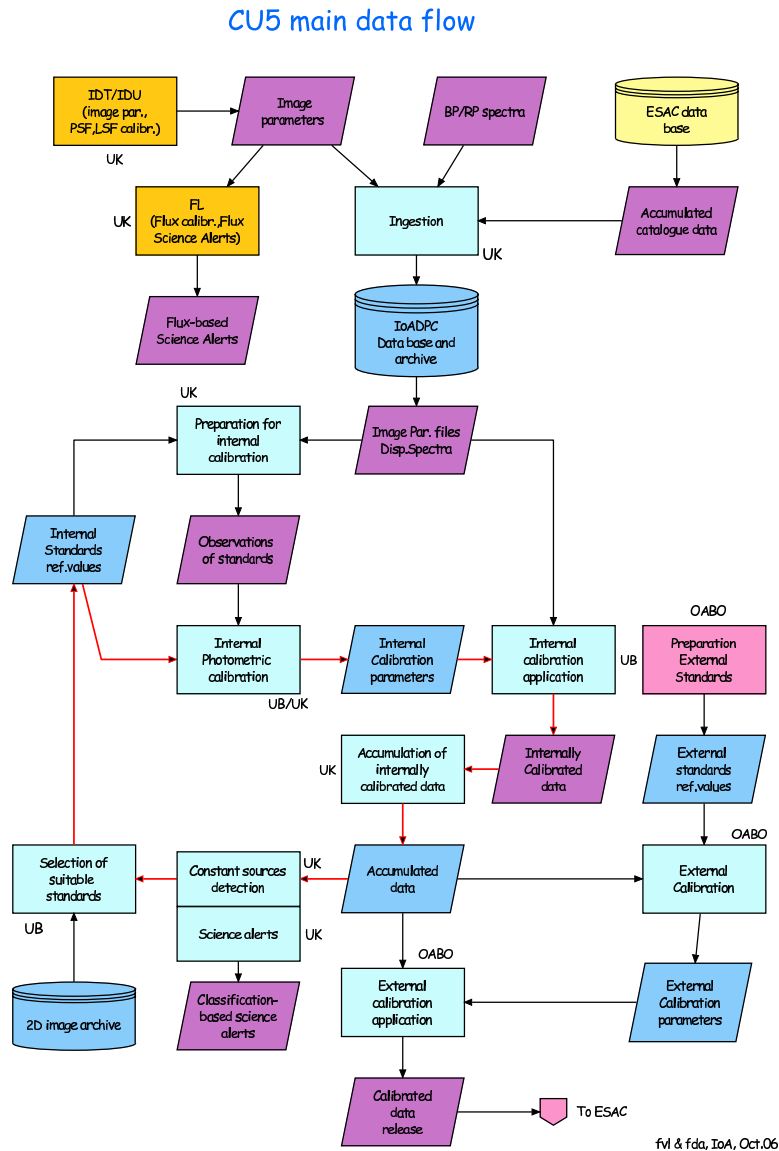 CU5 main data flow
IDT/IDU
(image par.,
PSF,LSF calibr.)
UK
Image
parameters
BP/RP spectra
ESAC data
base
UK
FL
(Flux calibr.,Flux
Science Alerts)
Ingestion
UK
Accumulated
catalogue data
Flux-based
Science Alerts
IoADPC
Data base and
archive
UK
Preparation for
internal
calibration
Image Par. files
Disp.Spectra
Internal
Standards
ref.values
Observations
of standards
Internal
Photometric
calibration
UB/UK
Internal
Calibration
parameters
Internal
calibration
application
UB
OABO
Preparation
External
Standards
UK
Accumulation of
internally
calibrated data
Internally
Calibrated
data
External
standards
ref.values
OABO
Selection of
suitable
standards
UB
Constant sources
detection
UK
Science alerts
UK
Accumulated
data
External
Calibration
OABO
2D image archive
Classification-
based science
alerts
External
calibration
application
External
Calibration
parameters
Calibrated
data
release
To ESAC
fvl & fda, IoA, Oct.06